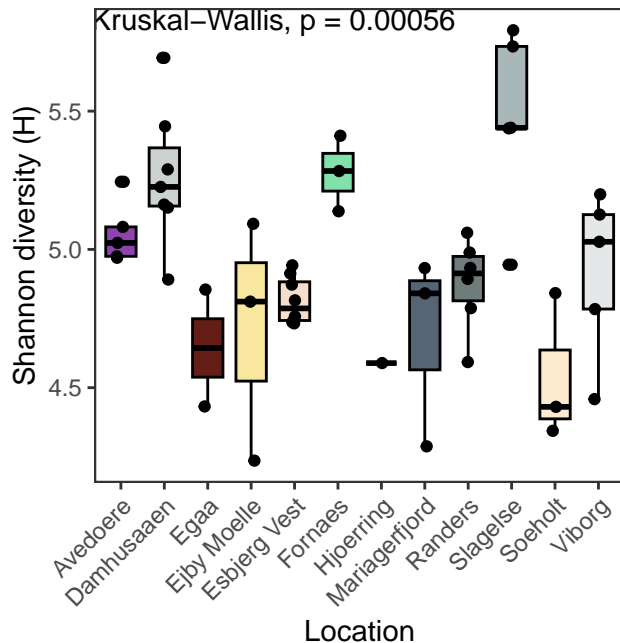 Kruskal−Wallis, p = 0.00056
Shannon diversity (H)
5.5
5.0
4.5
Avedoere
Damhusaaen
Egaa
Ejby Moelle
Esbjerg Vest
Fornaes
Hjoerring
Mariagerfjord
Randers
Slagelse
Soeholt
Viborg
Location